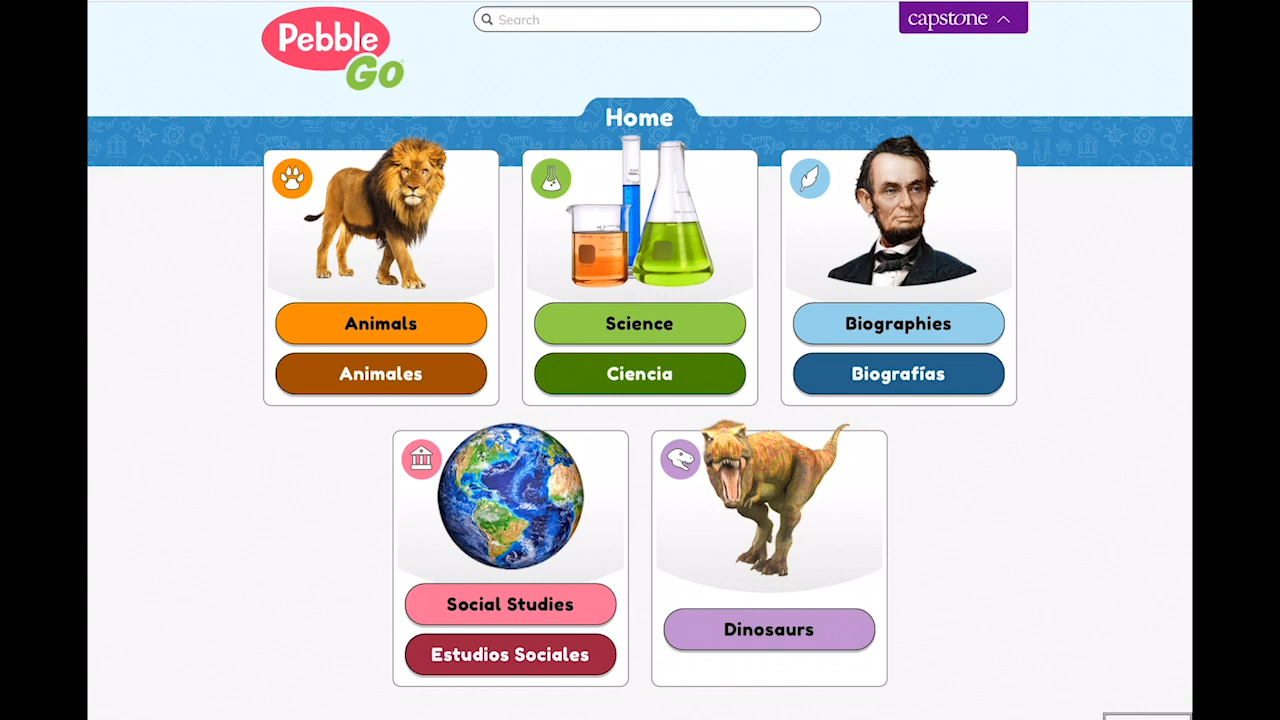 Pebble
Go
Search
capstone
Home
Animals
Animales
Science
Ciencia
Biographies
Biografías
Social Studies
Estudios Sociales
Dinosaurs